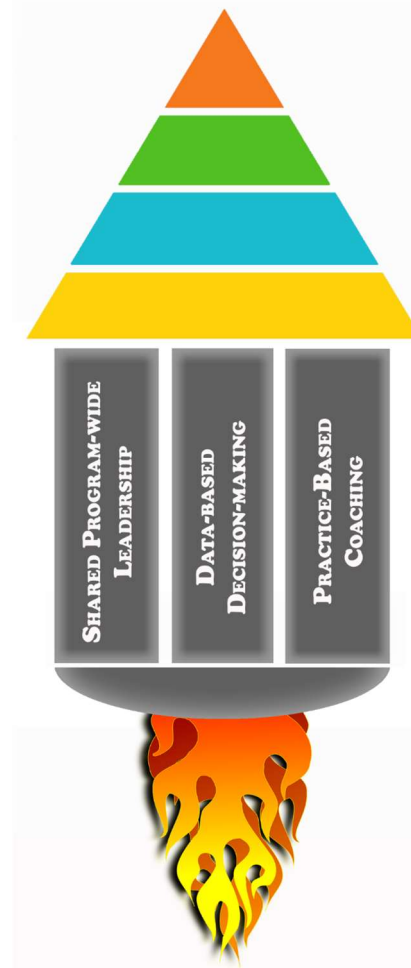 SHARED PROGRAM-WIDE
LEADERSHIP
DATA-BASED
DECISION-MAKING
PRACTICE-BASED
COACHING